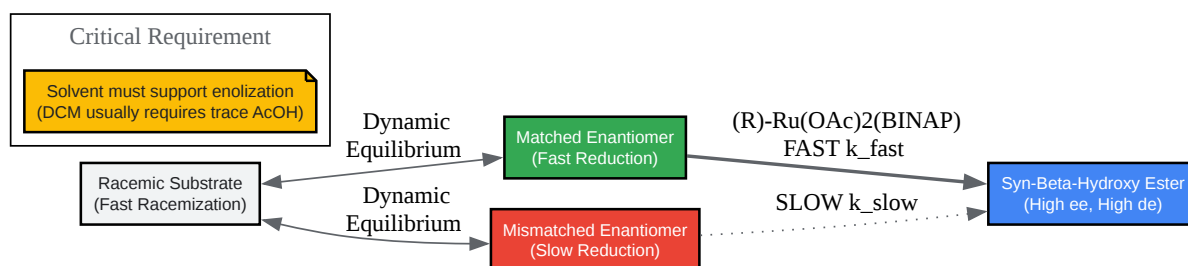 Critical Requirement
Solvent must support enolization
(DCM usually requires trace AcOH)
Racemic Substrate
(Fast Racemization)
Dynamic
Equilibrium
Dynamic
Equilibrium
Matched Enantiomer
(Fast Reduction)
Mismatched Enantiomer
(Slow Reduction)
(R)-Ru(OAc)2(BINAP)
FAST k_fast
SLOW k_slow
Syn-Beta-Hydroxy Ester
(High ee, High de)